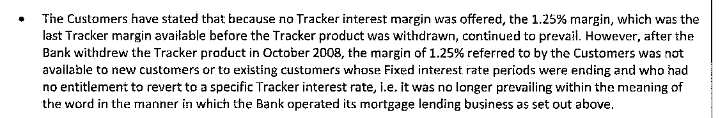 • The Customers have stated that because no Tracker interest margin was offered, the 1.25% margin, which was the
last Tracker margin available before the Tracker product was withdrawn, continued to prevail. However, after the
Bank withdrew the Tracker product in October 2008, the margin of 1.25% referred to by the Customers was not
available to new customers or to existing customers whose Fixed interest rate periods were ending and who had
no entitlement to revert to a specific Tracker interest rate, i.e. it was no longer prevailing within the meaning of
the word in the manner in which the Bank operated its mortgage lending business as set out above.